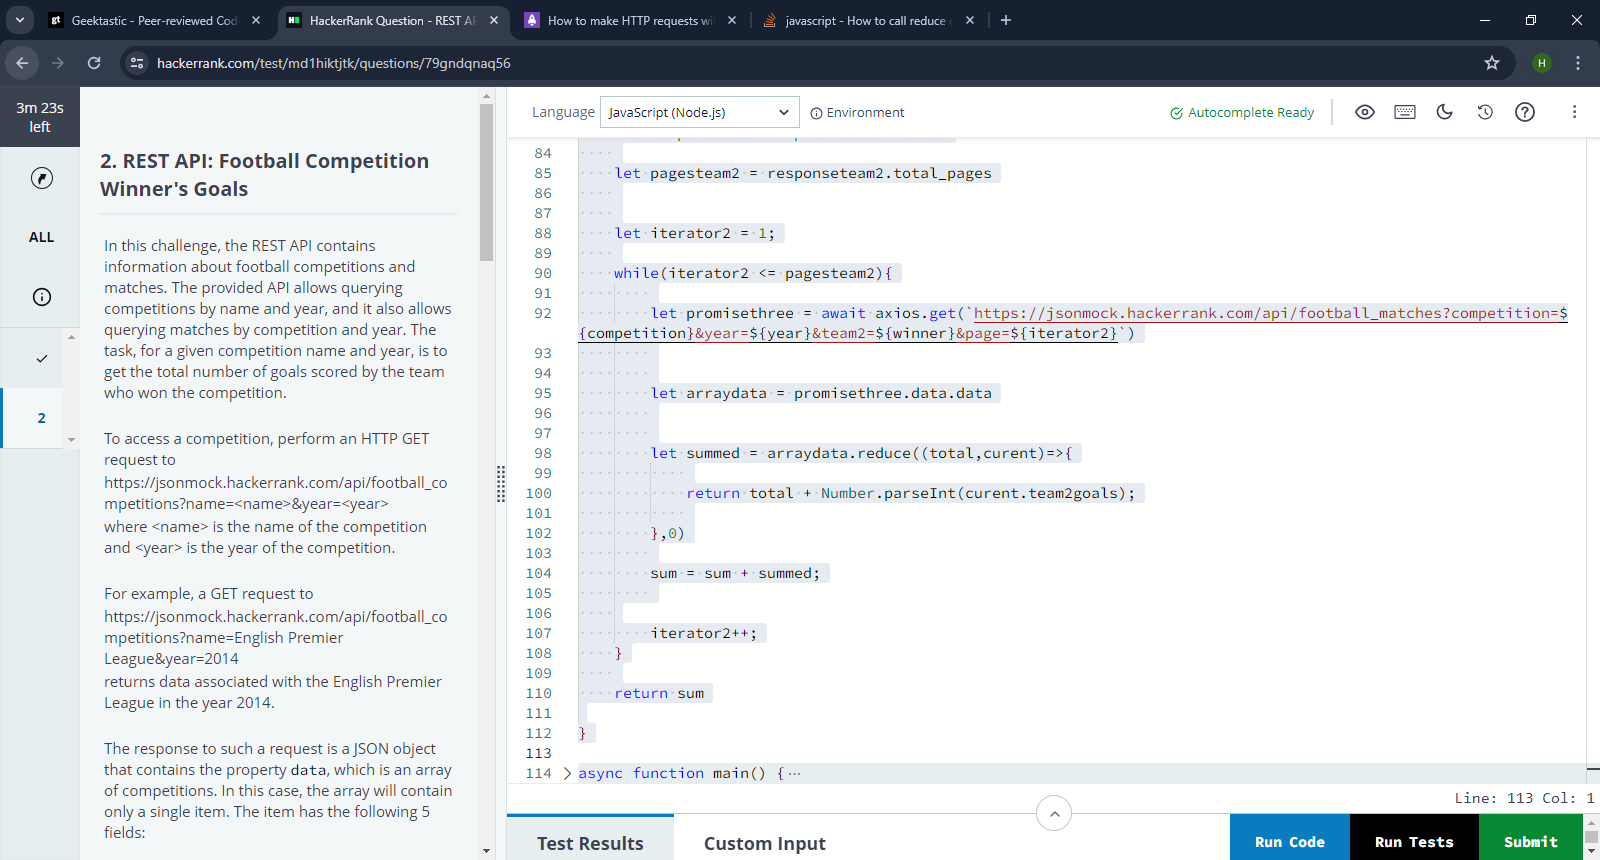 Geektastic - Peer-reviewed Cod
HackerRank Question - REST AP
How to make HTTP requests wi
javascript - How to call reduce o
hackerrank.com/test/md1hiktjtk/questions/79gndqnaq56
H
3m 23s
left
ALL
2
2. REST API: Football Competition
Winner's Goals
In this challenge, the REST API contains
information about football competitions and
matches. The provided API allows querying
competitions by name and year, and it also allows
querying matches by competition and year. The
task, for a given competition name and year, is to
get the total number of goals scored by the team
who won the competition.
To access a competition, perform an HTTP GET
request to
https://jsonmock.hackerrank.com/api/football_co
mpetitions?name=<name>&year=<year>
where <name> is the name of the competition
and <year> is the year of the competition.
For example, a GET request to
https://jsonmock.hackerrank.com/api/football_co
mpetitions?name=English Premier
League&year=2014
returns data associated with the English Premier
League in the year 2014.
The response to such a request is a JSON object
that contains the property data, which is an array
of competitions. In this case, the array will contain
only a single item. The item has the following 5
fields:
Language JavaScript (Node.js) Environment Autocomplete Ready
84
85 let pagesteam2 = responseteam2.total_pages
86
87
88 let iterator2 = 1;
89
90 while(iterator2 <= pagesteam2){
91
92 let promisethree = await axios.get(`https://jsonmock.hackerrank.com/api/football_matches?competition=$
{competition}&year=${year}&team2=${winner}&page=${iterator2}`)
93
94
95 let arraydata = promisethree.data.data
96
97
98 let summed = arraydata.reduce((total,curent)=>{
99
100 return total + Number.parseInt(curent.team2goals);
101
102 },0)
103
104 sum = sum + summed;
105
106
107 iterator2++;
108 }
109
110 return sum
111
112 }
113
114 async function main() {
Line: 113 Col: 1
Test Results
Custom Input
Run Code
Run Tests
Submit